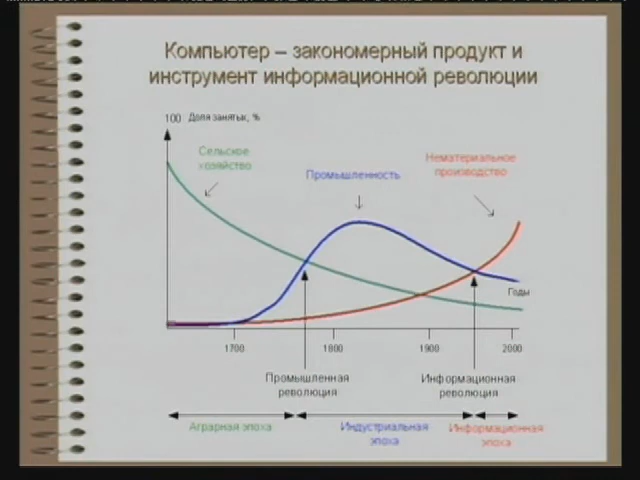 Компьютер – закономерный продукт и
инструмент информационной революции
100 Доля занятых, %
Сельское
хозяйство
Промышленность
Нематериальное
производство
Годы
1700
1800
1900
2000
Промышленная
революция
Информационная
революция
Аграрная эпоха
Индустриальная
эпоха
Информационная
эпоха